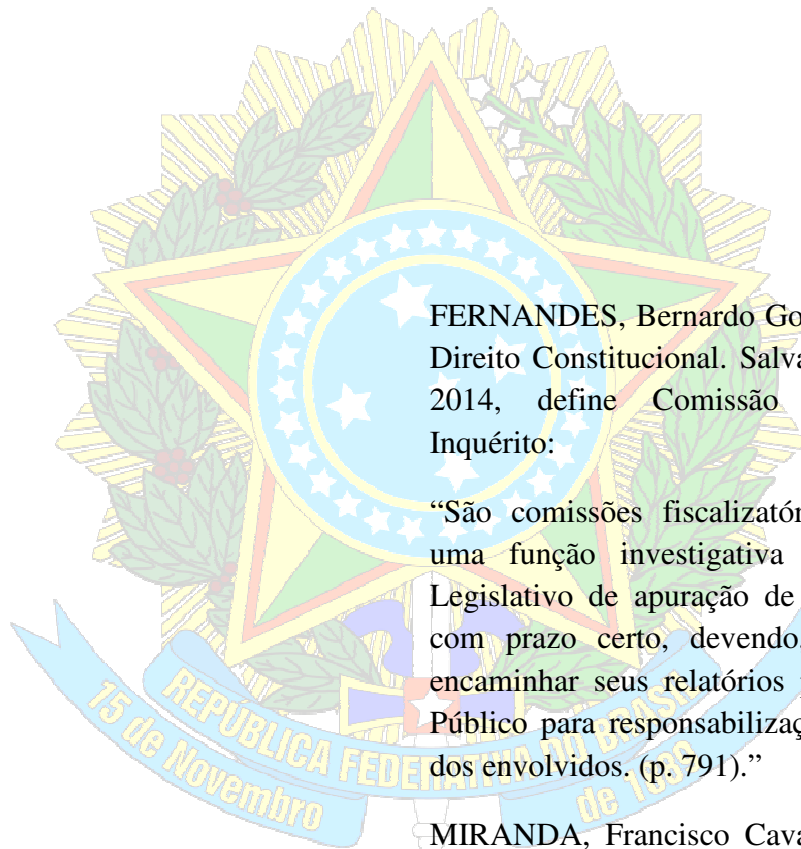 FERNANDES, Bernardo Go
Direito Constitucional. Salva
2014, define Comissão
Inquérito:
“São comissões fiscalizatór
uma função investigativa
Legislativo de apuração de
com prazo certo, devendo.
encaminhar seus relatórios
Público para responsabilizaç
dos envolvidos. (p. 791).”
MIRANDA, Francisco Cava
REPÚBLICA FEDERATIVA DO BRASIL
15 de Novembro
de 1889